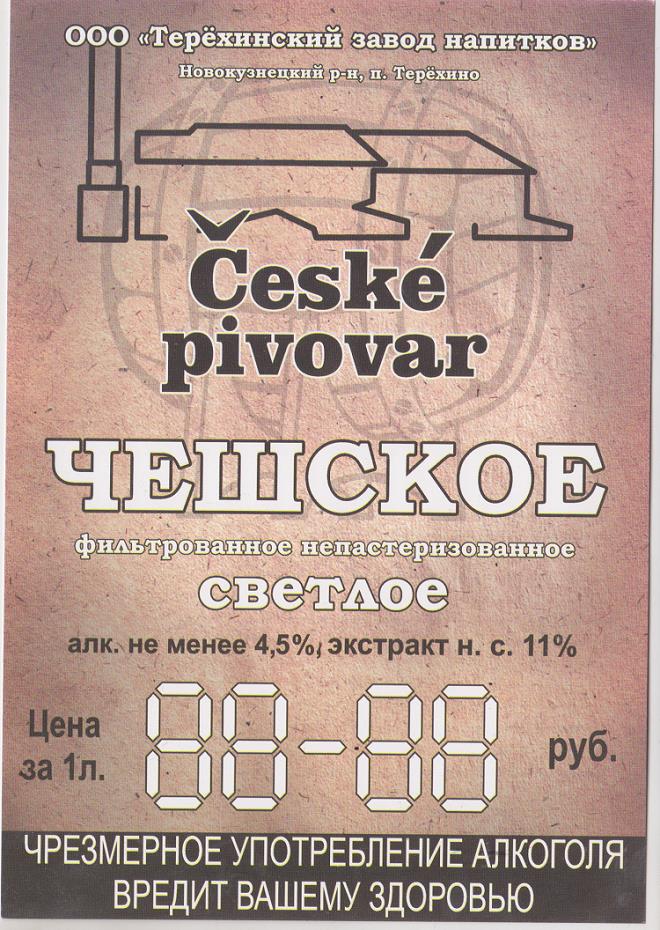 ООО «Терёхинский завод напитков»
Новокузнецкий р-н, п. Терёхино
České
pivovar
ЧЕШСКОЕ
фильтрованное непастеризованное
светлое
алк. не менее 4,5%, экстракт н. с. 11%
Цена
за 1л.
88-88
руб.
ЧРЕЗМЕРНОЕ УПОТРЕБЛЕНИЕ АЛКОГОЛЯ
ВРЕДИТ ВАШЕМУ ЗДОРОВЬЮ